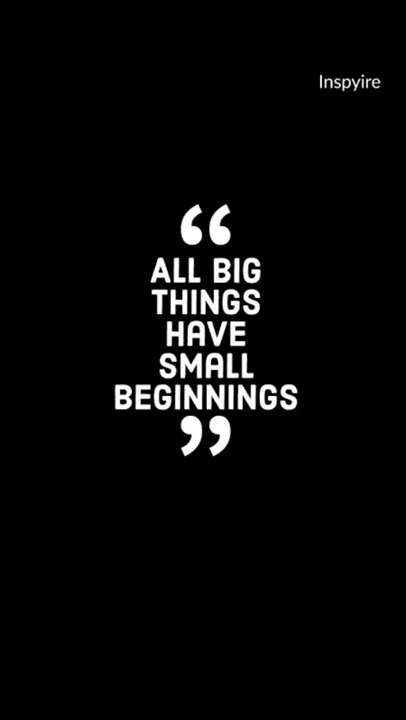 Inspyire
“
ALL BIG
THINGS
HAVE
SMALL
BEGINNINGS
”